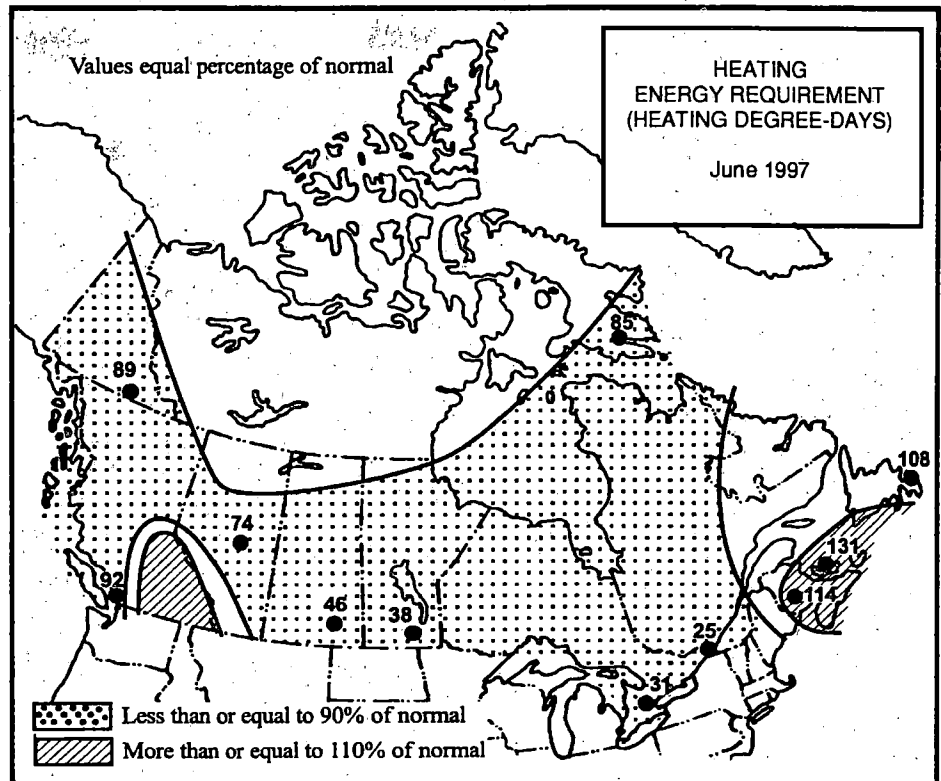 Values equal percentage of normal
HEATING
ENERGY REQUIREMENT
(HEATING DEGREE-DAYS)
June 1997
85
89
108
74
131
92
114
46
38
25
31
Less than or equal to 90% of normal
More than or equal to 110% of normal